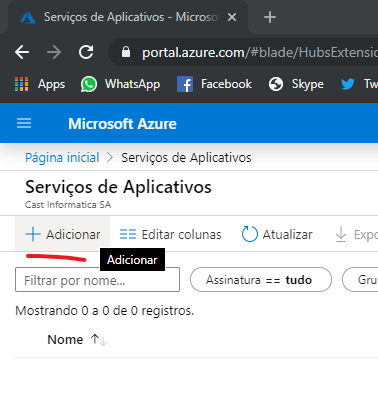 Serviços de Aplicativos - Micros
portal.azure.com/#blade/HubsExtensio
Apps WhatsApp Facebook Skype Tw
Microsoft Azure
Página inicial > Serviços de Aplicativos
Serviços de Aplicativos
Cast Informatica SA
+ Adicionar Editar colunas Atualizar Expo
Adicionar
Filtrar por nome... Assinatura == tudo Gru
Mostrando 0 a 0 de 0 registros.
Nome ↑↓